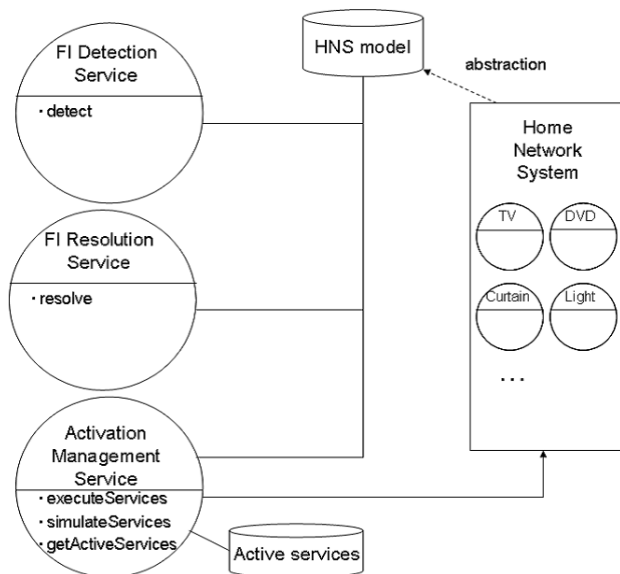 FI Detection
Service
・detect
HNS model
abstraction
Home
Network
System
TV
DVD
Curtain
Light
...
FI Resolution
Service
・resolve
Activation
Management
Service
・executeServices
・simulateServices
・getActiveServices
Active services